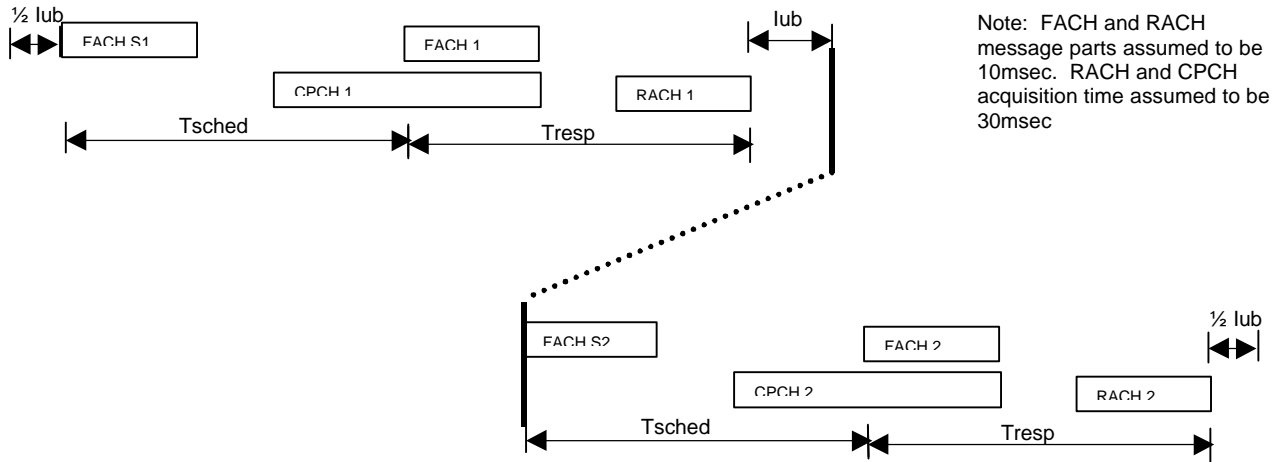 ½ Iub
FACH S1
FACH 1
Iub
CPCH 1
RACH 1
Tsched
Tresp
Note: FACH and RACH
message parts assumed to be
10msec. RACH and CPCH
acquisition time assumed to be
30msec
FACH S2
FACH 2
½ Iub
CPCH 2
RACH 2
Tsched
Tresp